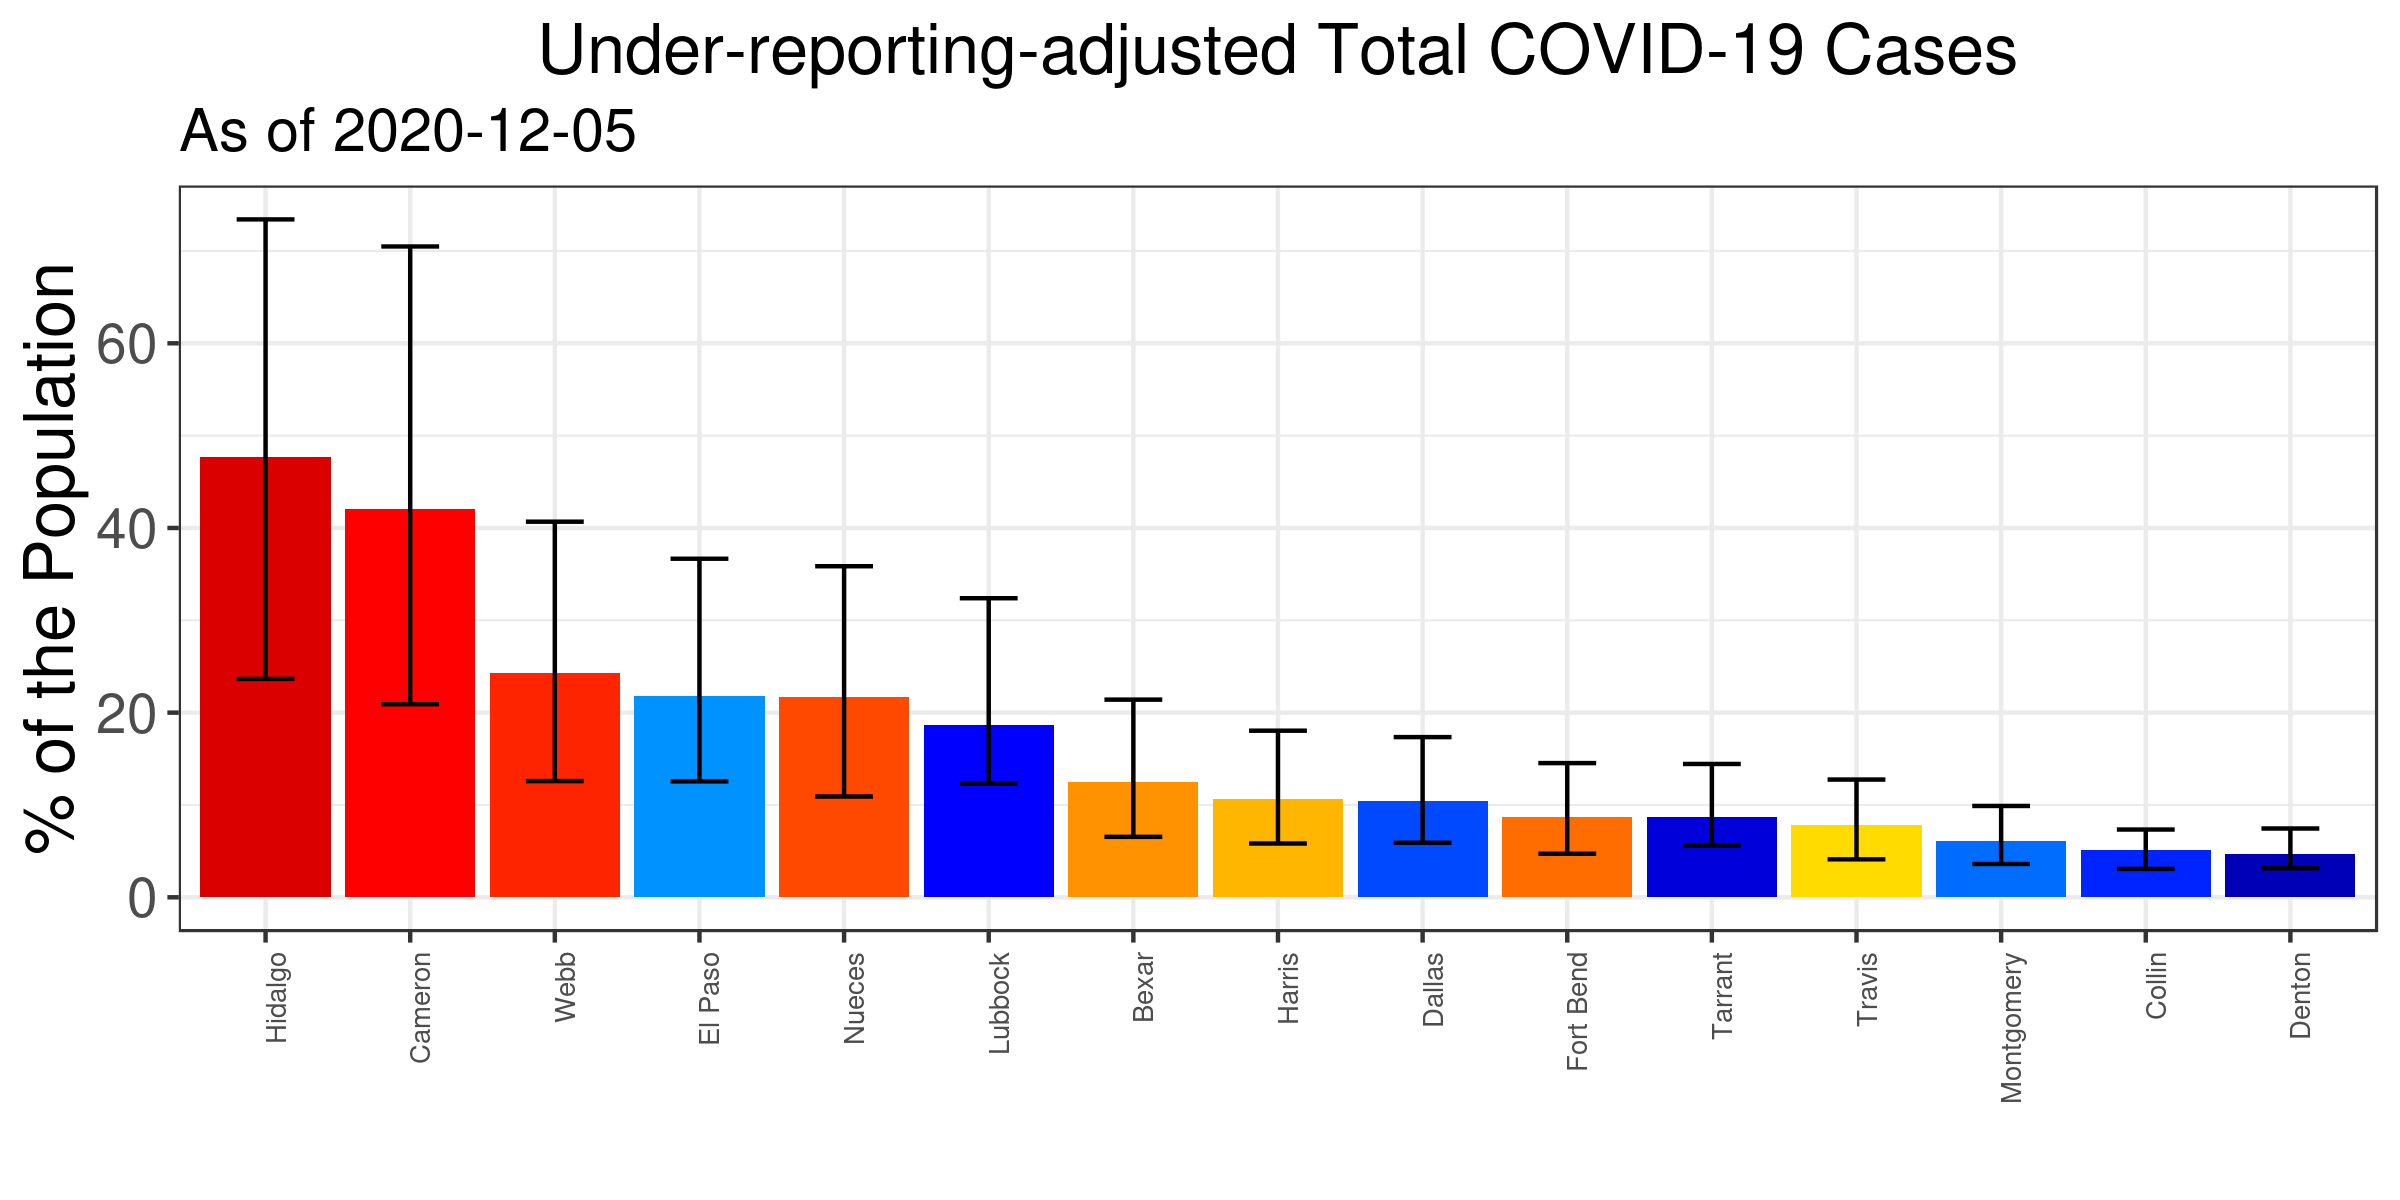 Under-reporting-adjusted Total COVID-19 Cases
As of 2020-12-05
% of the Population
60
40
20
0
Hidalgo
Cameron
Webb
El Paso
Nueces
Lubbock
Bexar
Harris
Dallas
Fort Bend
Tarrant
Travis
Montgomery
Collin
Denton